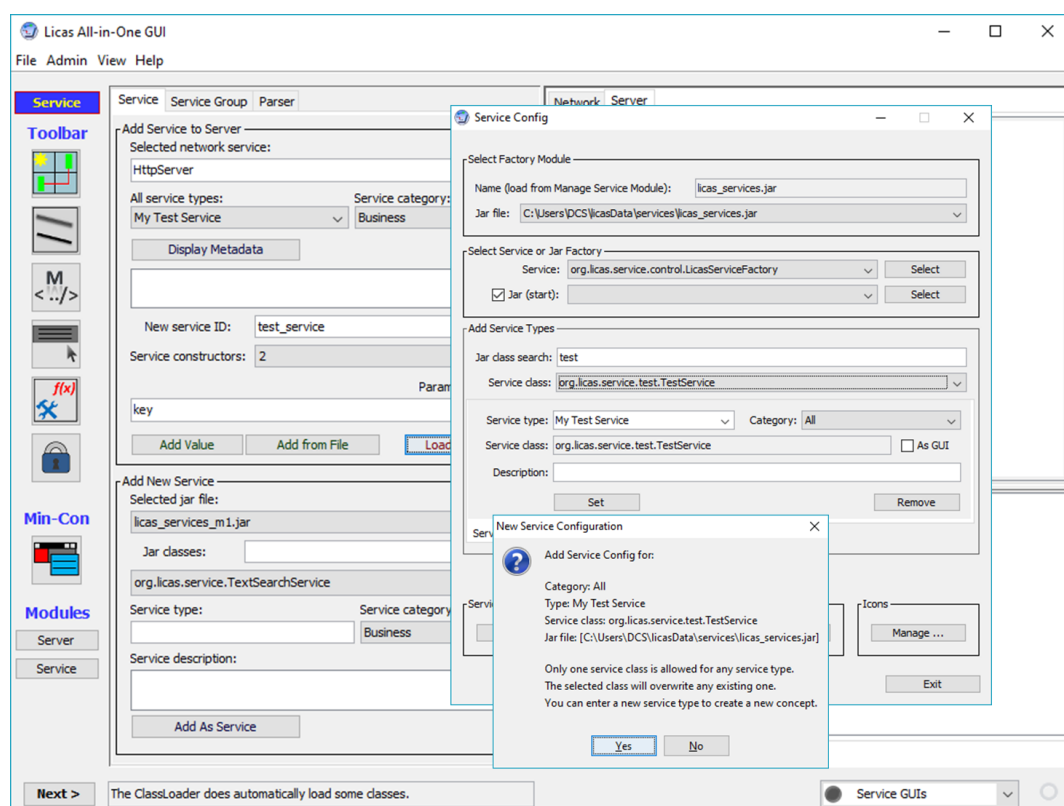 Licas All-in-One GUI
File Admin View Help
Service
Toolbar
M
<../>
f(x)
Min-Con
Modules
Server
Service
Next >
Service Service Group Parser
Add Service to Server
Selected network service:
HttpServer
All service types: Service category:
My Test Service Business
Display Metadata
New service ID: test_service
Service constructors: 2
Param
key
Add Value Add from File Load
Add New Service
Selected jar file:
licas_services_m1.jar
Jar classes:
org.licas.service.TextSearchService
Service type: Service category
Business
Service description:
Add As Service
The ClassLoader does automatically load some classes.
Network Server
Service Config
Select Factory Module
Name (load from Manage Service Module): licas_services.jar
Jar file: C:\Users\DCS\licasData\services\licas_services.jar
Select Service or Jar Factory
Service: org.licas.service.control.LicasServiceFactory Select
Jar (start): Select
Add Service Types
Jar class search: test
Service class: org.licas.service.test.TestService
Service type: My Test Service Category: All
Service class: org.licas.service.test.TestService As GUI
Description:
Set Remove
Serv
Servi
Icons
Manage ...
Exit
New Service Configuration
Add Service Config for:
Category: All
Type: My Test Service
Service class: org.licas.service.test.TestService
Jar file: [C:\Users\DCS\licasData\services\licas_services.jar]
Only one service class is allowed for any service type.
The selected class will overwrite any existing one.
You can enter a new service type to create a new concept.
Yes No
Service GUIs